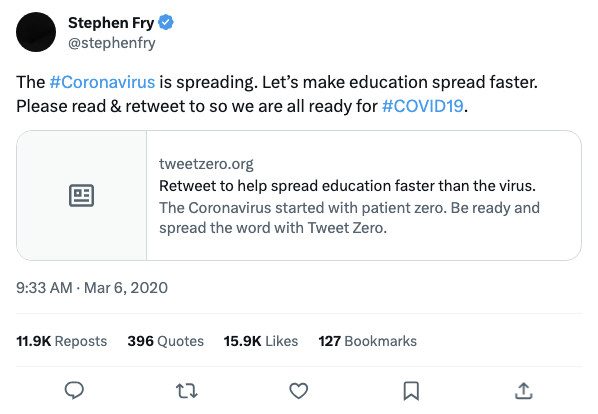 Stephen Fry
@stephenfry
The #Coronavirus is spreading. Let’s make education spread faster.
Please read & retweet to so we are all ready for #COVID19.
tweetzero.org
Retweet to help spread education faster than the virus.
The Coronavirus started with patient zero. Be ready and
spread the word with Tweet Zero.
9:33 AM · Mar 6, 2020
11.9K Reposts 396 Quotes 15.9K Likes 127 Bookmarks